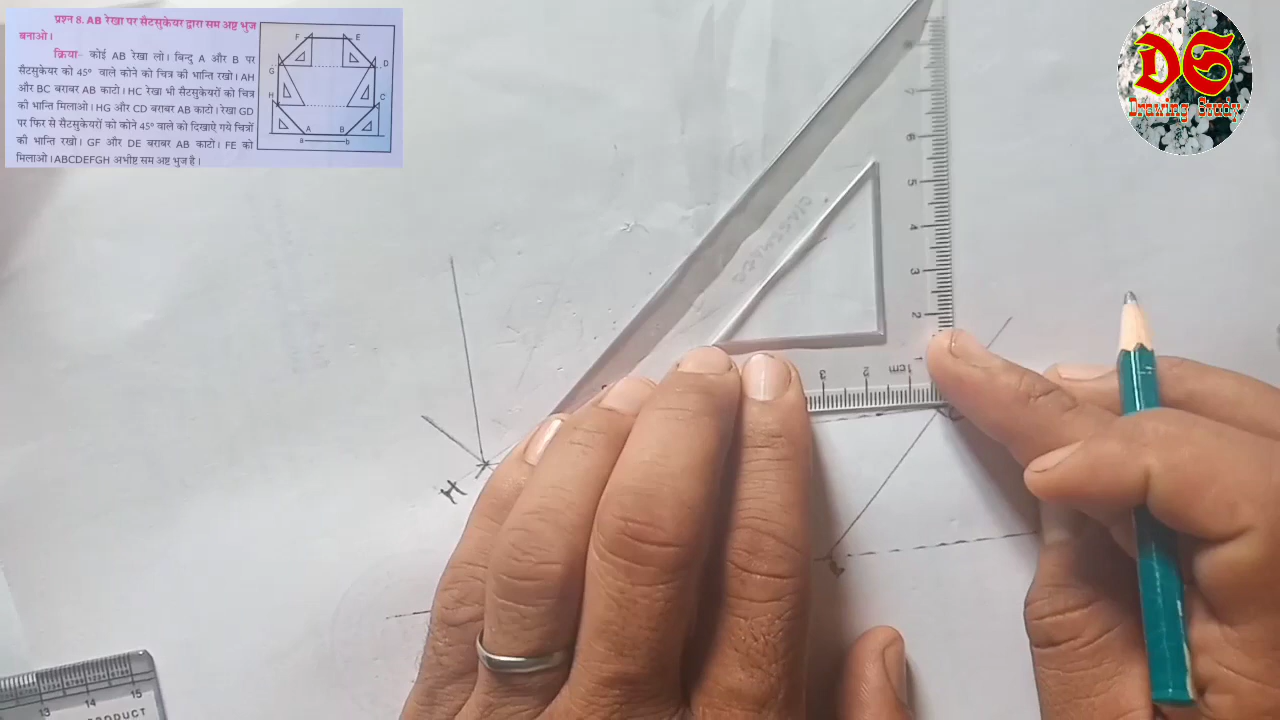 प्रश्न 8. AB रेखा पर सैटसुकेयर द्वारा सम अष्ट भुज
बनाओ।
क्रिया- कोई AB रेखा लो। बिन्दु A और B पर
सैटसुकेयर को 45° वाले कोने को चित्र की भान्ति रखो। AH
और BC बराबर AB काटो। HC रेखा भी सैटसुकेयरों को चित्र
को भान्ति मिलाओ। HG और CD बराबर AB काटो। रेखा GD
पर फिर से सैटसुकेयरों को कोने 45° वाले को दिखाएे गये चित्रों
की भान्ति रखो। GF और DE बराबर AB काटो। FE को
मिलाओ। ABCDEFGH अभीष्ट सम अष्ट भुज है।
F E
G D
H C
A B
a b
DS
Drawing Study
6
5
4
3
2
3 2 1cm 1
H
13 14 15
PRODUCT